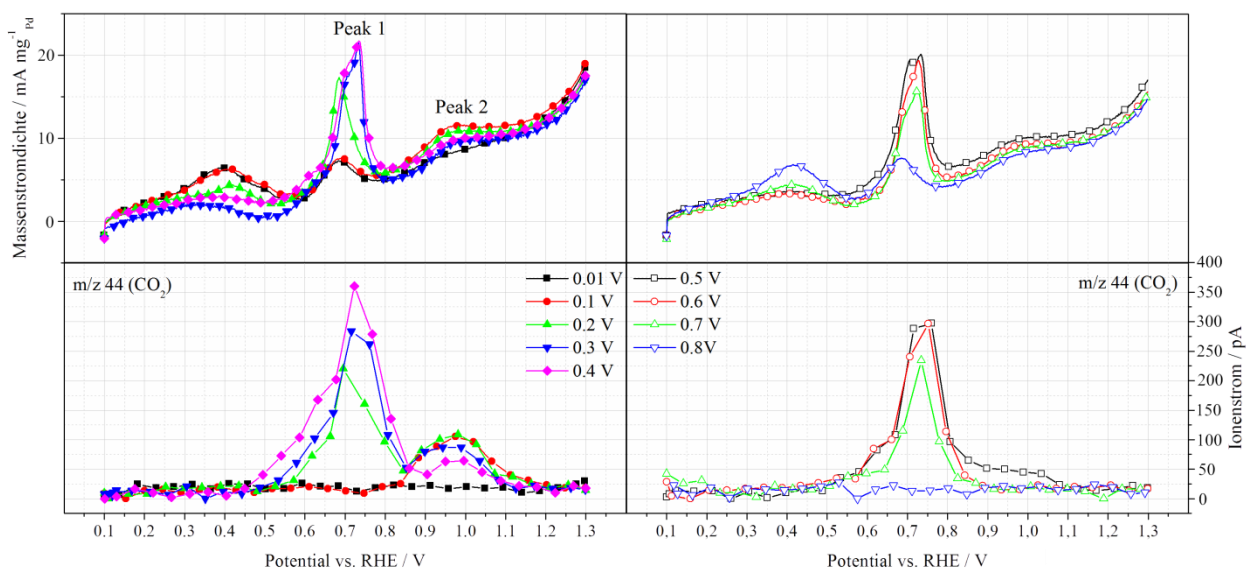 Massenstromdichte / mA mg⁻¹ Pd
20
10
0
Peak 1
Peak 2
m/z 44 (CO₂)
0.01 V
0.1 V
0.2 V
0.3 V
0.4 V
0.5 V
0.6 V
0.7 V
0.8V
m/z 44 (CO₂)
400
350
300
250
200
150
100
50
0
Ionenstrom / pA
0,1 0,2 0,3 0,4 0,5 0,6 0,7 0,8 0,9 1,0 1,1 1,2 1,3
0,1 0,2 0,3 0,4 0,5 0,6 0,7 0,8 0,9 1,0 1,1 1,2 1,3
Potential vs. RHE / V
Potential vs. RHE / V